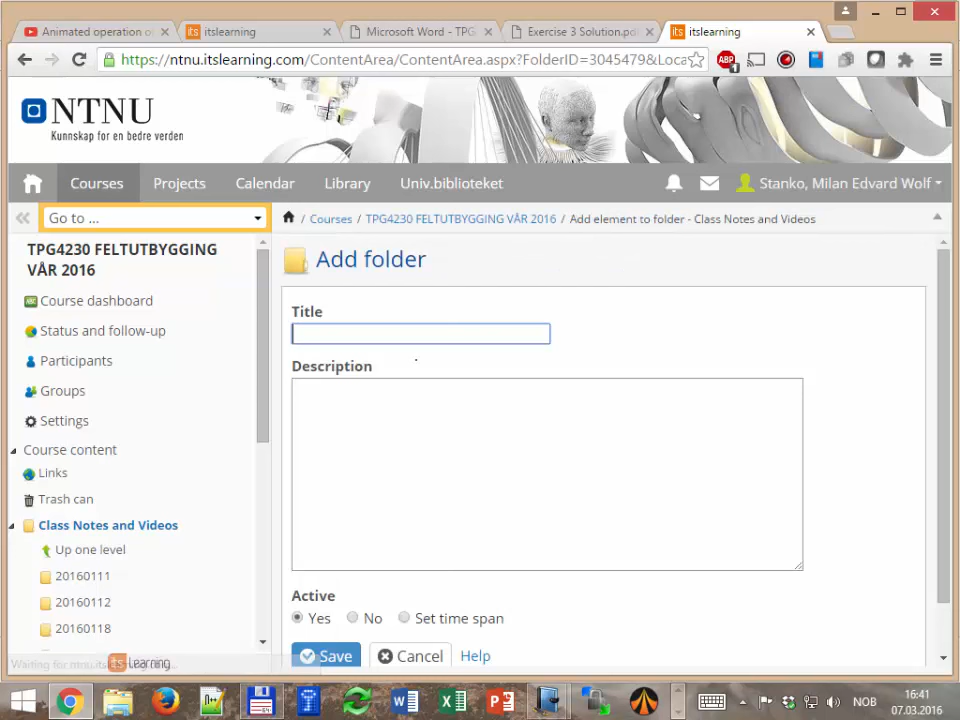 Animated operation o
itslearning
Microsoft Word - TPG
Exercise 3 Solution.pd
itslearning
https://ntnu.itslearning.com/ContentArea/ContentArea.aspx?FolderID=3045479&Loca
ABP
1
NTNU
Kunnskap for en bedre verden
Courses Projects Calendar Library Univ.biblioteket Stanko, Milan Edvard Wolf
Go to ...
Courses / TPG4230 FELTUTBYGGING VÅR 2016 / Add element to folder - Class Notes and Videos
TPG4230 FELTUTBYGGING
VÅR 2016
Add folder
Course dashboard
Status and follow-up
Participants
Groups
Settings
Course content
Links
Trash can
Class Notes and Videos
Up one level
20160111
20160112
20160118
Title
Description
Active
Yes No Set time span
Save Cancel Help
Waiting for ntnu.itslearning.com...
its learning
NOB
16:41
07.03.2016